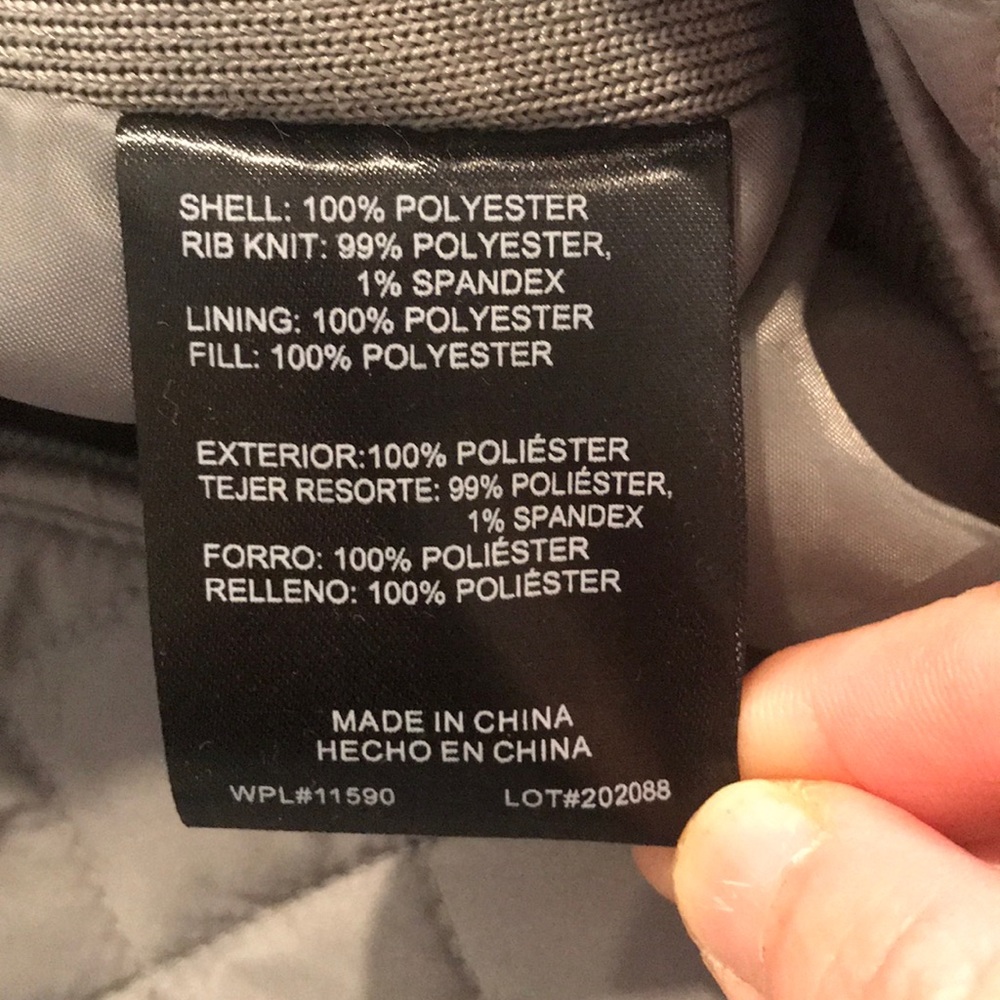 SHELL: 100% POLYESTER
RIB KNIT: 99% POLYESTER,
1% SPANDEX
LINING: 100% POLYESTER
FILL: 100% POLYESTER
EXTERIOR:100% POLIÉSTER
TEJER RESORTE: 99% POLIÉSTER,
1% SPANDEX
FORRO: 100% POLIÉSTER
RELLENO: 100% POLIÉSTER
MADE IN CHINA
HECHO EN CHINA
WPL#11590 LOT#202088